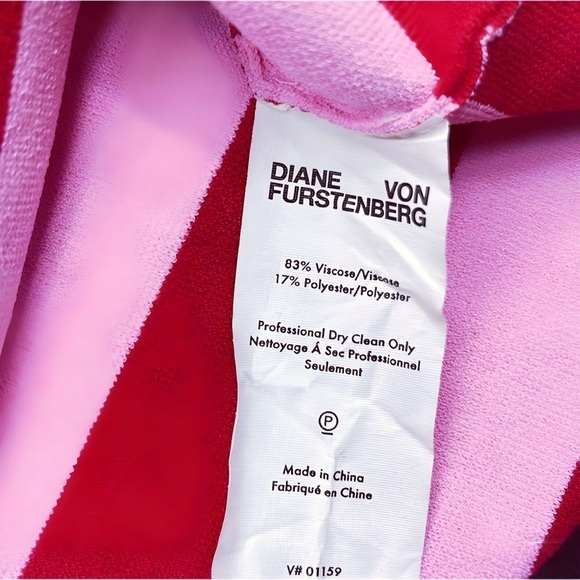 DIANE VON
FURSTENBERG
83% Viscose/Viscose
17% Polyester/Polyester
Professional Dry Clean Only
Nettoyage Á Sec Professionnel
Seulement
P
Made in China
Fabriqué en Chine
V# 01159